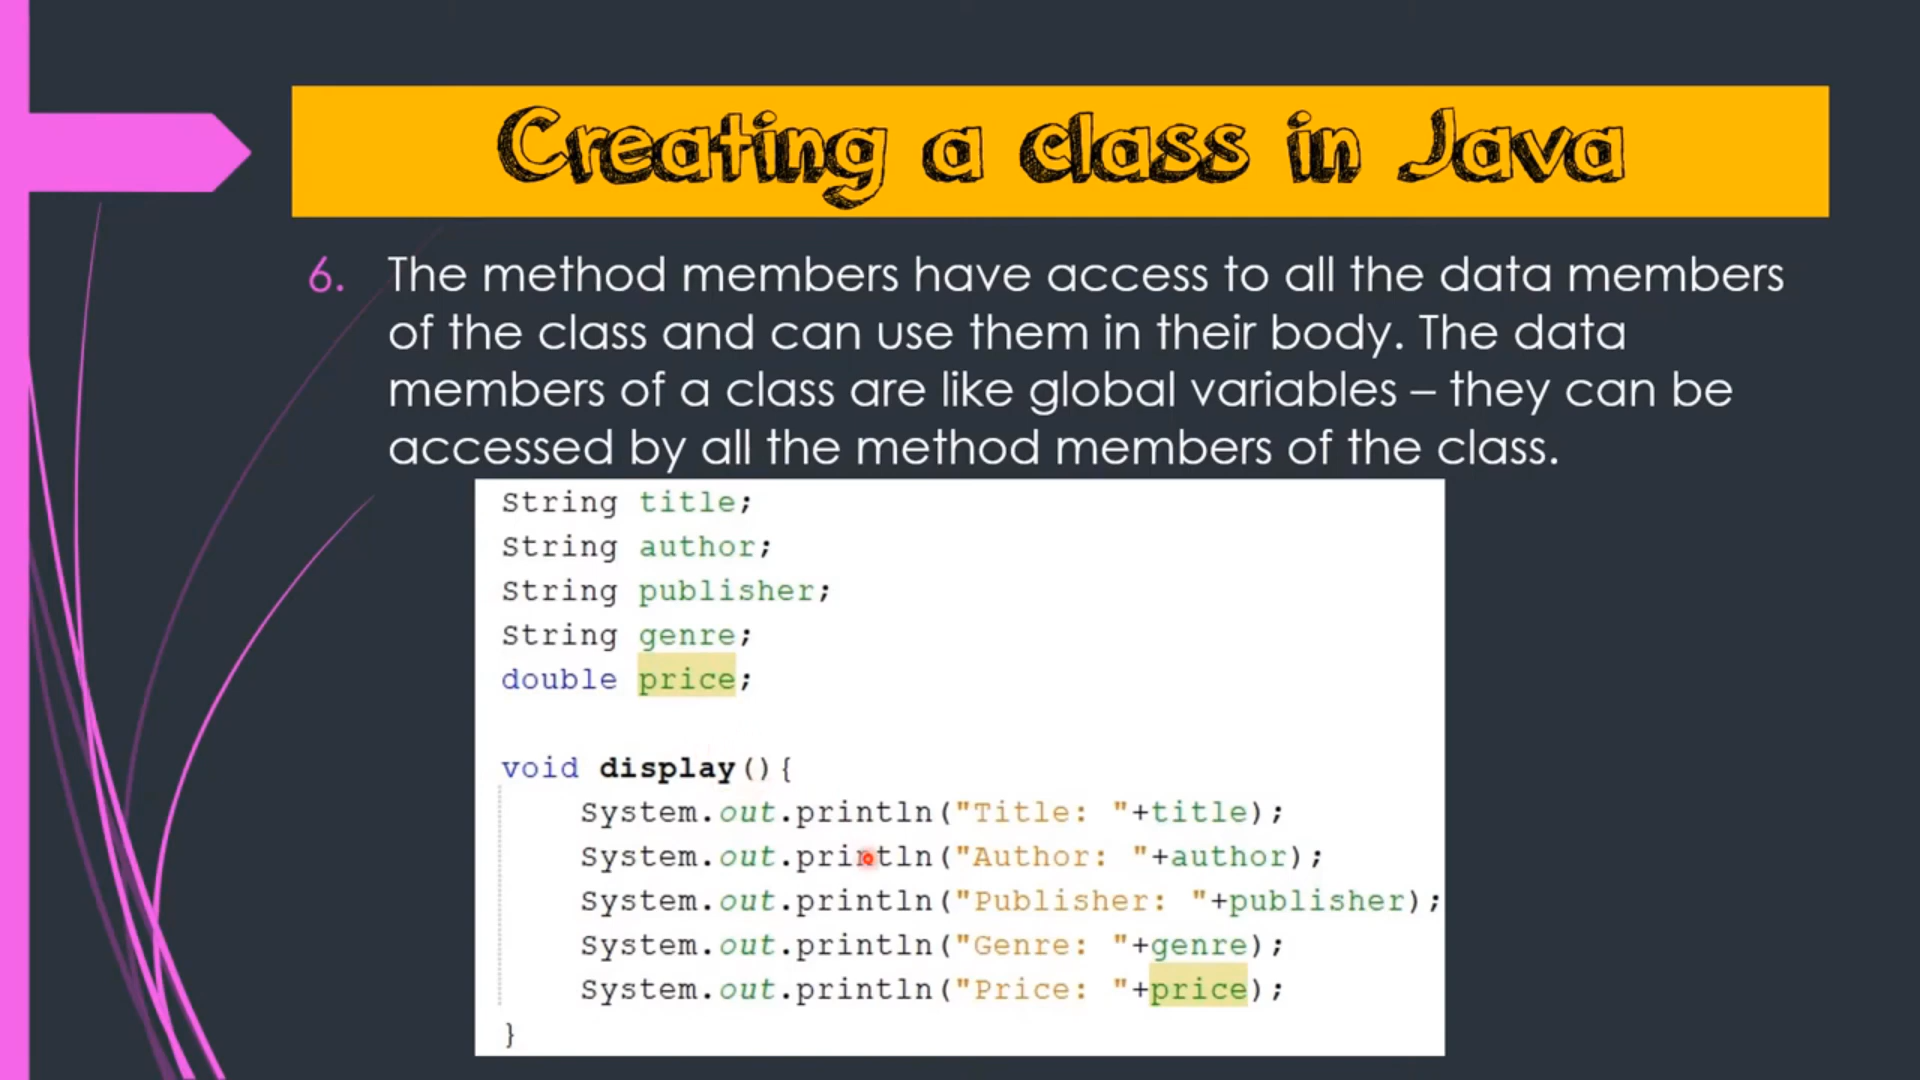 Creating a class in Java
6. The method members have access to all the data members
of the class and can use them in their body. The data
members of a class are like global variables – they can be
accessed by all the method members of the class.
String title;
String author;
String publisher;
String genre;
double price;
void display(){
System.out.println("Title: "+title);
System.out.println("Author: "+author);
System.out.println("Publisher: "+publisher);
System.out.println("Genre: "+genre);
System.out.println("Price: "+price);
}